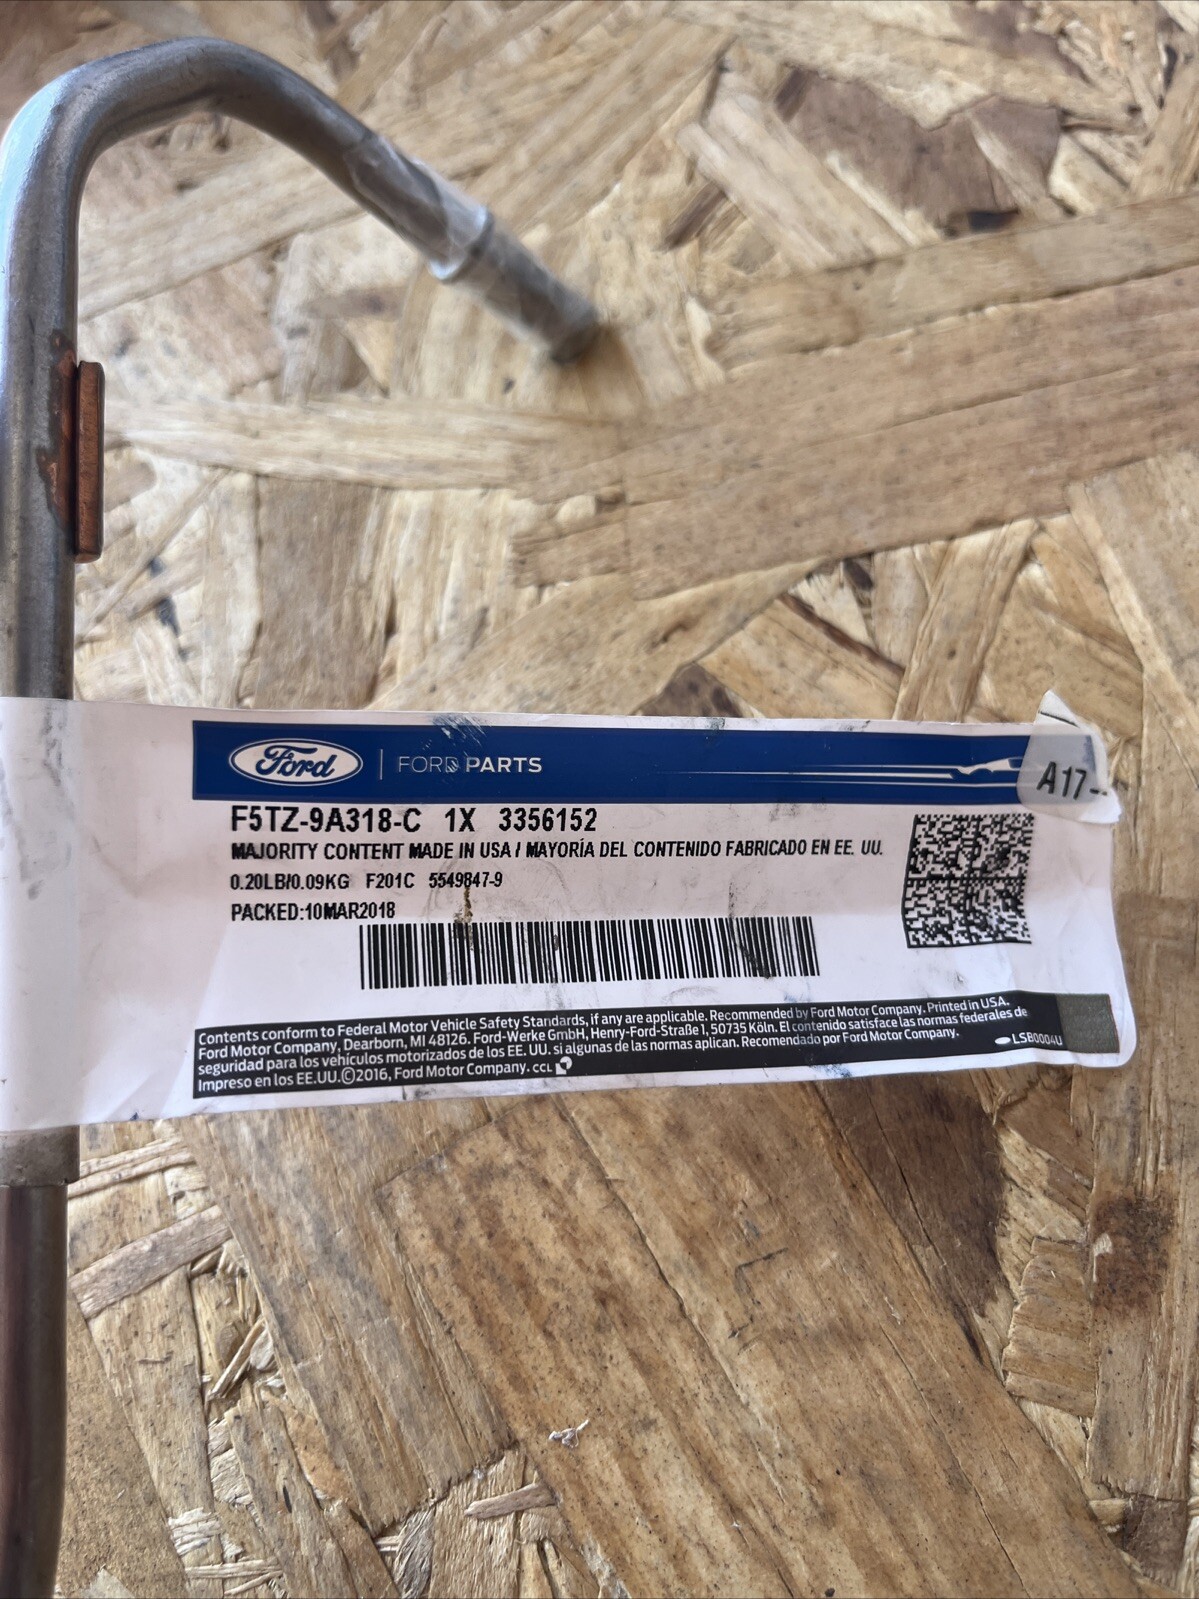 Ford | FORD PARTS
A17-
F5TZ-9A318-C 1X 3356152
MAJORITY CONTENT MADE IN USA / MAYORÍA DEL CONTENIDO FABRICADO EN EE. UU.
0.20LB/0.09KG F201C 5549847-9
PACKED:10MAR2018
Contents conform to Federal Motor Vehicle Safety Standards, if any are applicable. Recommended by Ford Motor Company. Printed in USA.
Ford Motor Company, Dearborn, MI 48126. Ford-Werke GmbH, Henry-Ford-Straße 1, 50735 Köln. El contenido satisface las normas federales de
seguridad para los vehículos motorizados de los EE. UU. si algunas de las normas aplican. Recomendado por Ford Motor Company.
Impreso en los EE.UU.©2016, Ford Motor Company. CCL
LSB0004U